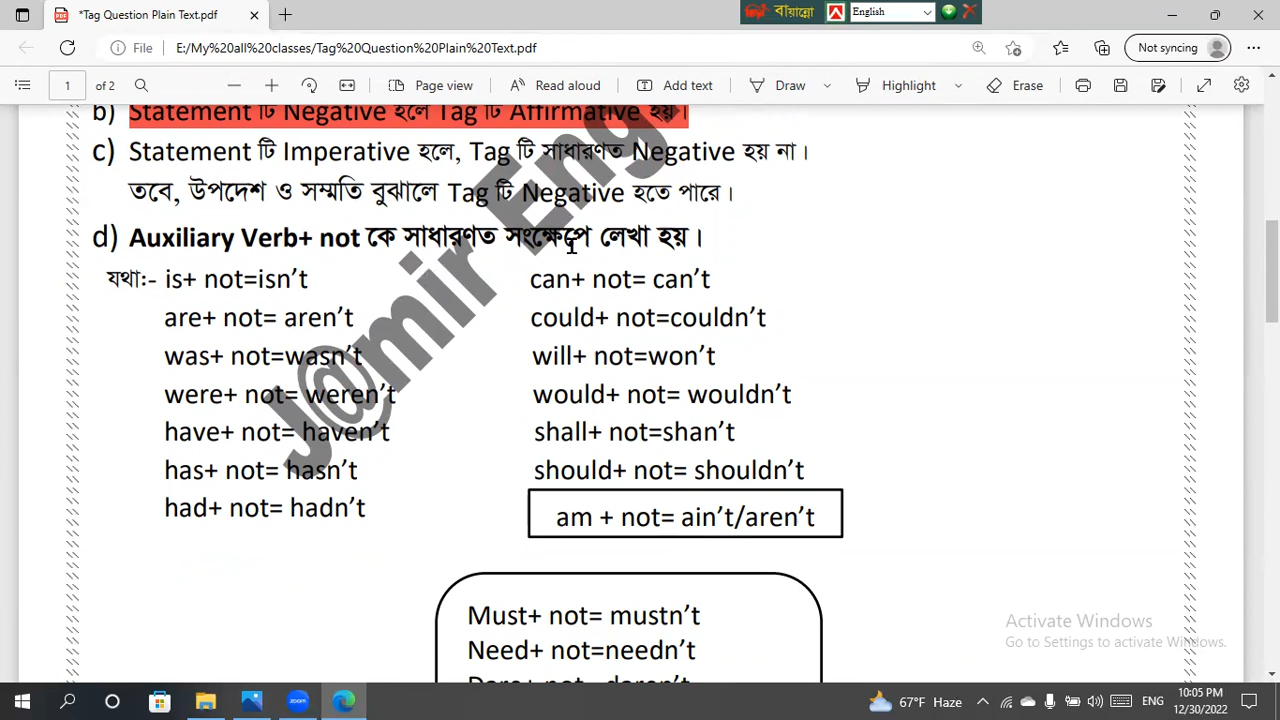 *Tag Question Plain Text.pdf
বায়ান্নো
English
File E:/My%20all%20classes/Tag%20Question%20Plain%20Text.pdf
Not syncing
1 of 2
Page view
Read aloud
Add text
Draw
Highlight
Erase
b) Statement টি Negative হলে Tag টি Affirmative হয়।
c) Statement টি Imperative হলে, Tag টি সাধারণত Negative হয় না।
তবে, উপদেশ ও সম্মতি বুঝালে Tag টি Negative হতে পারে।
d) Auxiliary Verb+ not কে সাধারণত সংক্ষেপে লেখা হয়।
যথাঃ- is+ not=isn’t can+ not= can’t
are+ not= aren’t could+ not=couldn’t
was+ not=wasn’t will+ not=won’t
were+ not= weren’t would+ not= wouldn’t
have+ not= haven’t shall+ not=shan’t
has+ not= hasn’t should+ not= shouldn’t
had+ not= hadn’t am + not= ain’t/aren’t
J@mir Eng
Must+ not= mustn’t
Need+ not=needn’t
Dare+ not daren’t
Activate Windows
Go to Settings to activate Windows.
67°F Haze
ENG
10:05 PM
12/30/2022
zoom